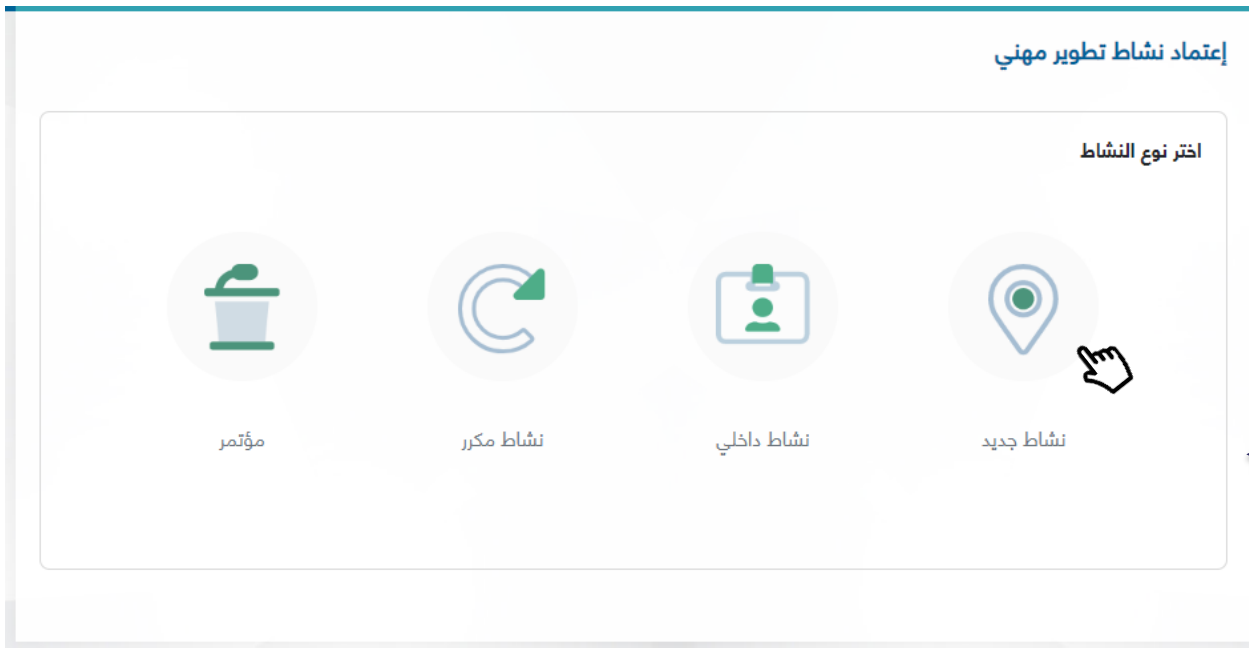 إعتماد نشاط تطوير مهني
اختر نوع النشاط
نشاط جديد
نشاط داخلي
نشاط مكرر
مؤتمر